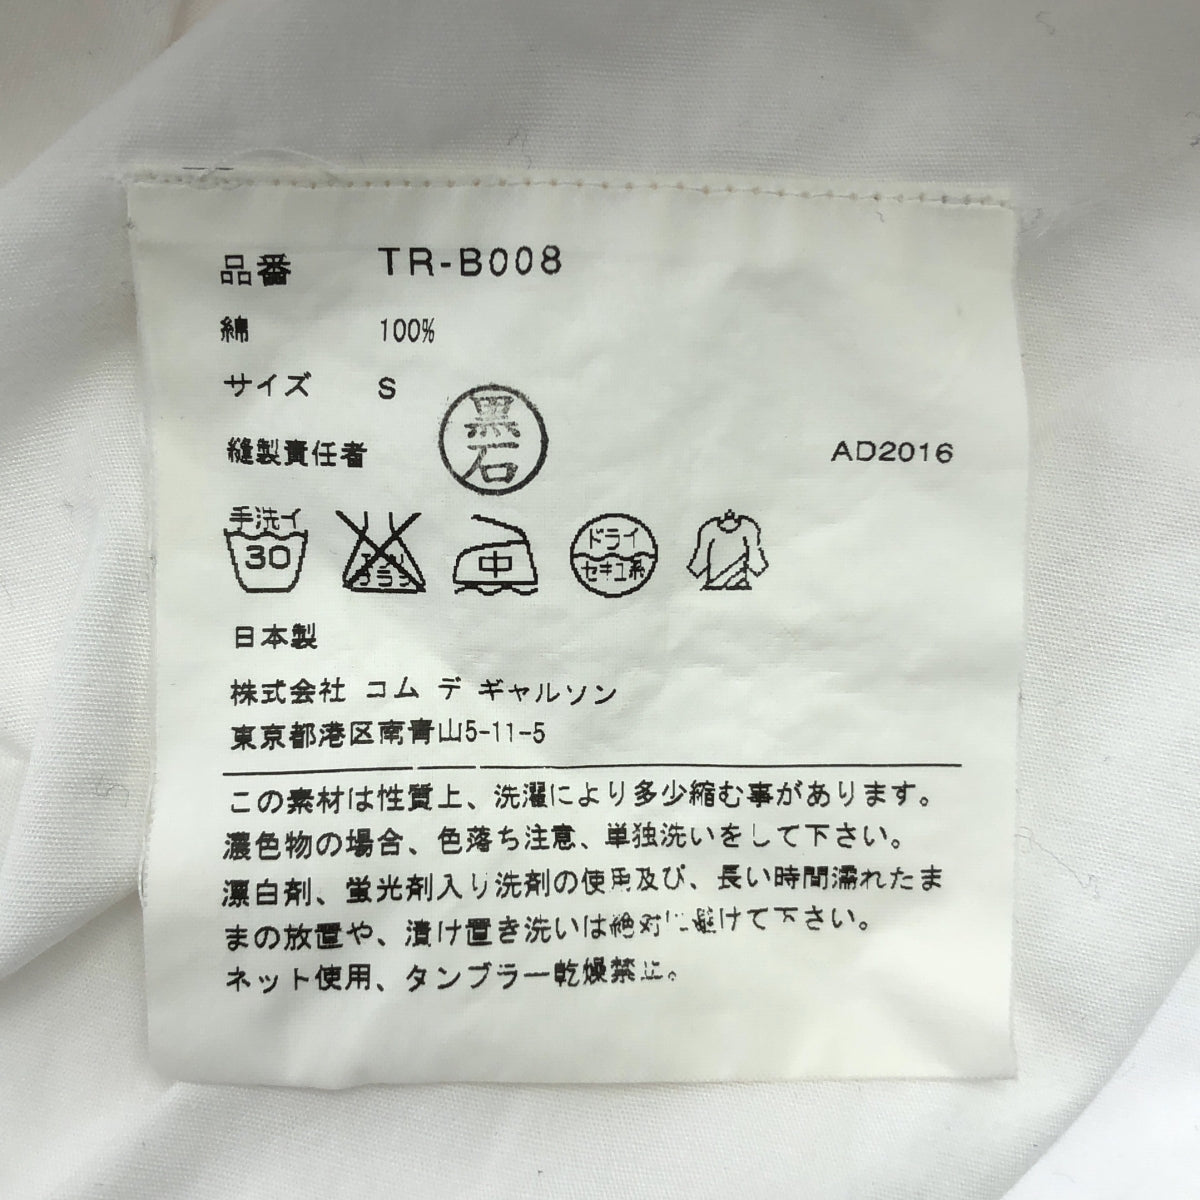 品番 TR-B008
綿 100%
サイズ S
縫製責任者 黒石 AD2016
手洗イ
30
エンソ
サラシ
中
ドライ
セキユ系
日本製
株式会社 コム デ ギャルソン
東京都港区南青山5-11-5
この素材は性質上、洗濯により多少縮む事があります。
濃色物の場合、色落ち注意、単独洗いをして下さい。
漂白剤、蛍光剤入り洗剤の使用及び、長い時間濡れたま
まの放置や、漬け置き洗いは絶対に避けて下さい。
ネット使用、タンブラー乾燥禁止。